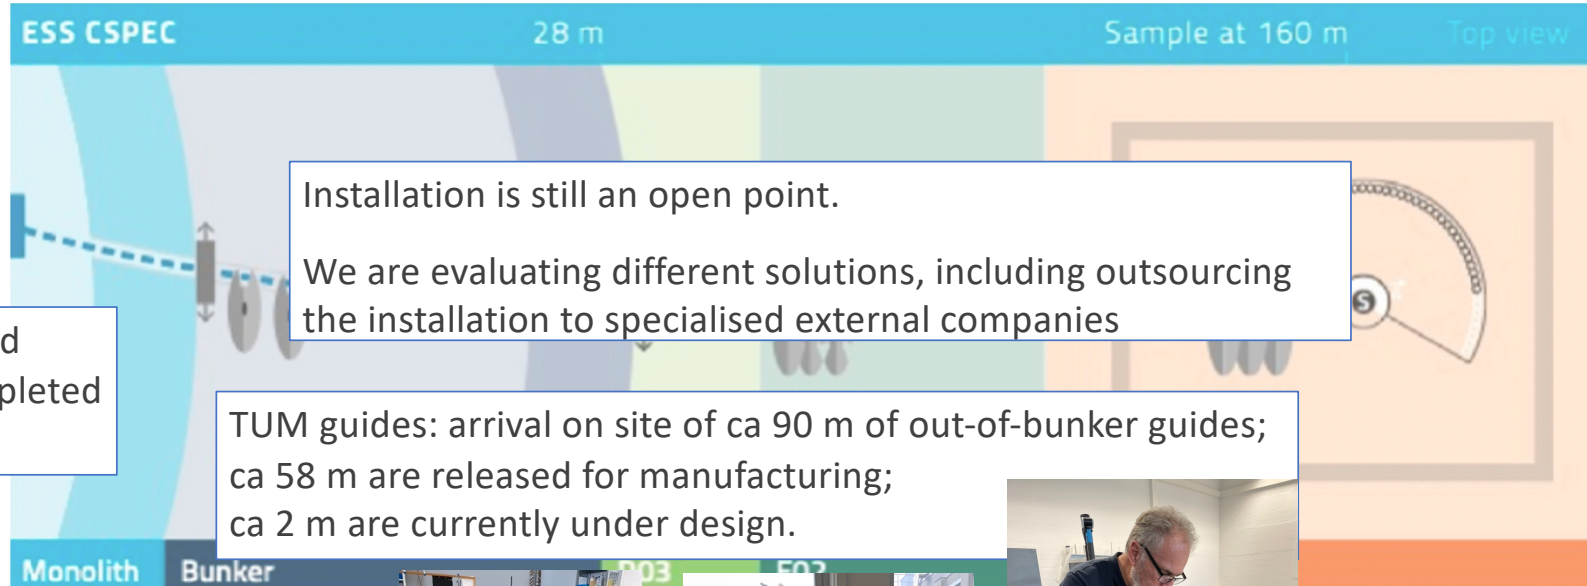 ESS CSPEC 28 m Sample at 160 m Top view
Installation is still an open point.
We are evaluating different solutions, including outsourcing
the installation to specialised external companies
S
TUM guides: arrival on site of ca 90 m of out-of-bunker guides;
ca 58 m are released for manufacturing;
ca 2 m are currently under design.
Monolith Bunker